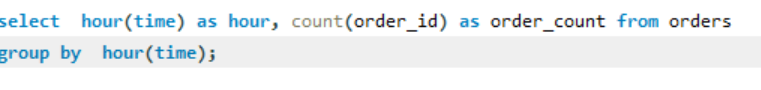 select  hour(time) as hour, count(order_id) as order_count from orders
group by  hour(time);